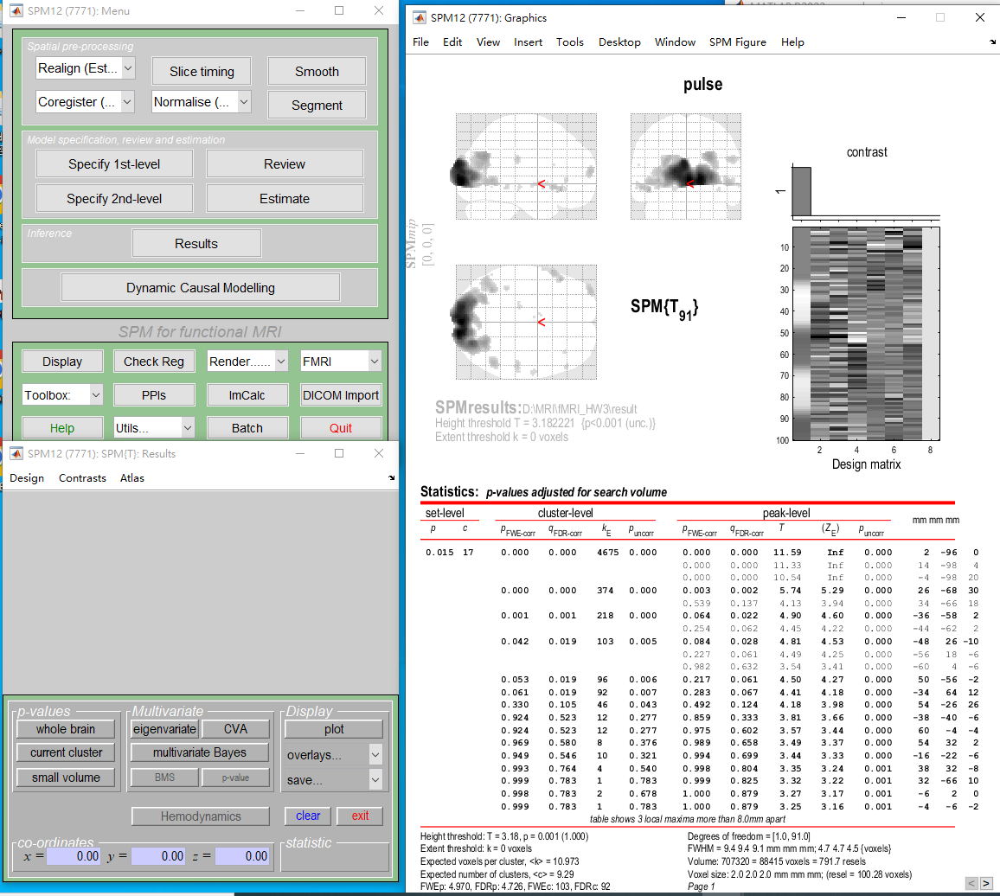 SPM12 (7771): Menu
Spatial pre-processing
Realign (Est...
Slice timing
Smooth
Coregister (...
Normalise (...
Segment
Model specification, review and estimation
Specify 1st-level
Review
Specify 2nd-level
Estimate
Inference
Results
Dynamic Causal Modelling
SPM for functional MRI
Display
Check Reg
Render......
FMRI
Toolbox:
PPIs
ImCalc
DICOM Import
Help
Utils...
Batch
Quit
SPM12 (7771): SPM{T}: Results
Design Contrasts Atlas
p-values
whole brain
current cluster
small volume
Multivariate
eigenvariate
CVA
multivariate Bayes
BMS
p-value
Display
plot
overlays...
save...
Hemodynamics
clear
exit
co-ordinates
x = 0.00 y = 0.00 z = 0.00
statistic
SPM12 (7771): Graphics
File Edit View Insert Tools Desktop Window SPM Figure Help
pulse
SPMmip
[0, 0, 0]
<
<
<
SPM{T91}
contrast
1
10
20
30
40
50
60
70
80
90
100
2 4 6 8
Design matrix
SPMresults: D:\MRI\fMRI_HW3\result
Height threshold T = 3.182221 {p<0.001 (unc.)}
Extent threshold k = 0 voxels
Statistics: p-values adjusted for search volume
set-level cluster-level peak-level mm mm mm
p c pFWE-corr qFDR-corr kE puncorr pFWE-corr qFDR-corr T (ZE) puncorr
0.015 17 0.000 0.000 4675 0.000 0.000 0.000 11.59 Inf 0.000 2 -96 0
0.000 0.000 11.33 Inf 0.000 14 -98 4
0.000 0.000 10.54 Inf 0.000 -4 -98 20
0.000 0.000 374 0.000 0.003 0.002 5.74 5.29 0.000 26 -68 30
0.539 0.137 4.13 3.94 0.000 34 -66 18
0.001 0.001 218 0.000 0.064 0.022 4.90 4.60 0.000 -36 -58 2
0.254 0.062 4.45 4.22 0.000 -44 -62 2
0.042 0.019 103 0.005 0.084 0.028 4.81 4.53 0.000 -48 26 -10
0.227 0.061 4.49 4.25 0.000 -56 18 -6
0.982 0.632 3.54 3.41 0.000 -60 4 -6
0.053 0.019 96 0.006 0.217 0.061 4.50 4.27 0.000 50 -56 -2
0.061 0.019 92 0.007 0.283 0.067 4.41 4.18 0.000 -34 64 12
0.330 0.105 46 0.043 0.492 0.124 4.18 3.98 0.000 54 -26 26
0.924 0.523 12 0.277 0.859 0.333 3.81 3.66 0.000 -38 -40 -6
0.924 0.523 12 0.277 0.975 0.602 3.57 3.44 0.000 60 -4 -4
0.969 0.580 8 0.376 0.989 0.658 3.49 3.37 0.000 54 32 2
0.949 0.546 10 0.321 0.994 0.699 3.44 3.33 0.000 -16 -22 -6
0.993 0.764 4 0.540 0.998 0.804 3.35 3.24 0.001 38 32 -8
0.999 0.783 1 0.783 0.999 0.825 3.32 3.22 0.001 32 -66 10
0.998 0.783 2 0.678 1.000 0.879 3.27 3.17 0.001 -6 2 0
0.999 0.783 1 0.783 1.000 0.879 3.25 3.16 0.001 -4 -6 -2
table shows 3 local maxima more than 8.0mm apart
Height threshold: T = 3.18, p = 0.001 (1.000)
Extent threshold: k = 0 voxels
Expected voxels per cluster, <k> = 10.973
Expected number of clusters, <c> = 9.29
FWEp: 4.970, FDRp: 4.726, FWEc: 103, FDRc: 92
Degrees of freedom = [1.0, 91.0]
FWHM = 9.4 9.4 9.1 mm mm mm; 4.7 4.7 4.5 {voxels}
Volume: 707320 = 88415 voxels = 791.7 resels
Voxel size: 2.0 2.0 2.0 mm mm mm; (resel = 100.28 voxels)
Page 1
< >